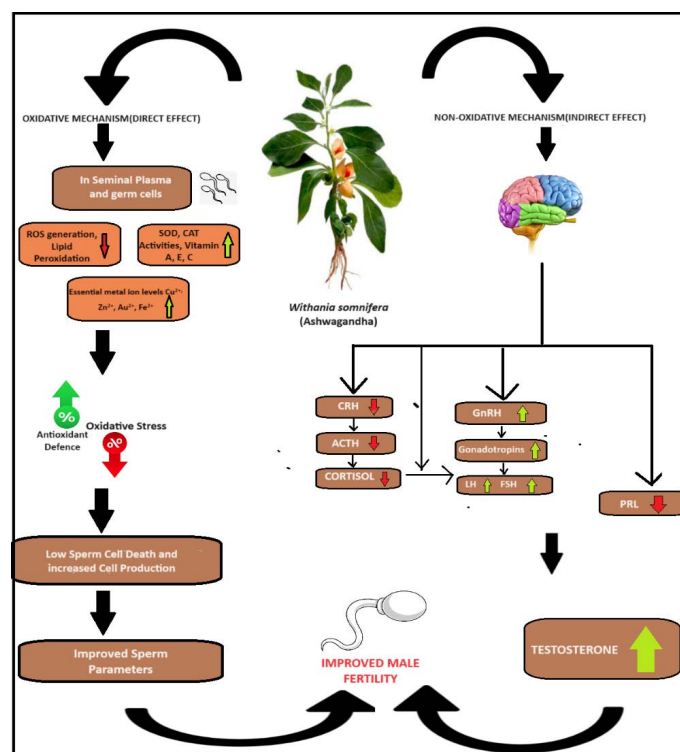 OXIDATIVE MECHANISM(DIRECT EFFECT)
In Seminal Plasma
and germ cells
ROS generation,
Lipid
Peroxidation
SOD, CAT
Activities, Vitamin
A, E, C
Essential metal ion levels Cu²⁺,
Zn²⁺, Au²⁺, Fe²⁺
%
Antioxidant
Defence
Oxidative Stress
%
Low Sperm Cell Death and
increased Cell Production
Improved Sperm
Parameters
Withania somnifera
(Ashwagandha)
NON-OXIDATIVE MECHANISM(INDIRECT EFFECT)
CRH
ACTH
CORTISOL
GnRH
Gonadotropins
LH FSH
PRL
TESTOSTERONE
IMPROVED MALE
FERTILITY